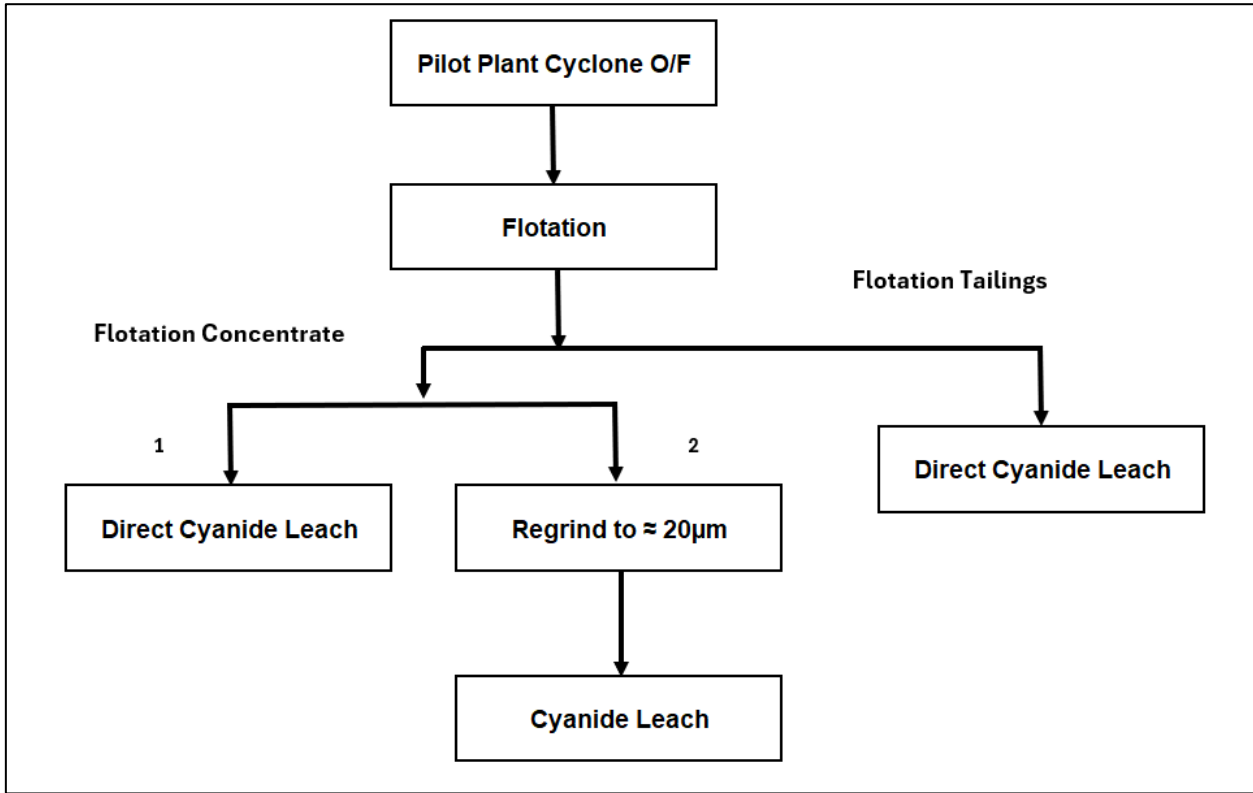 Pilot Plant Cyclone O/F
Flotation
Flotation Tailings
Flotation Concentrate
1
2
Direct Cyanide Leach
Direct Cyanide Leach
Regrind to ≈ 20µm
Cyanide Leach